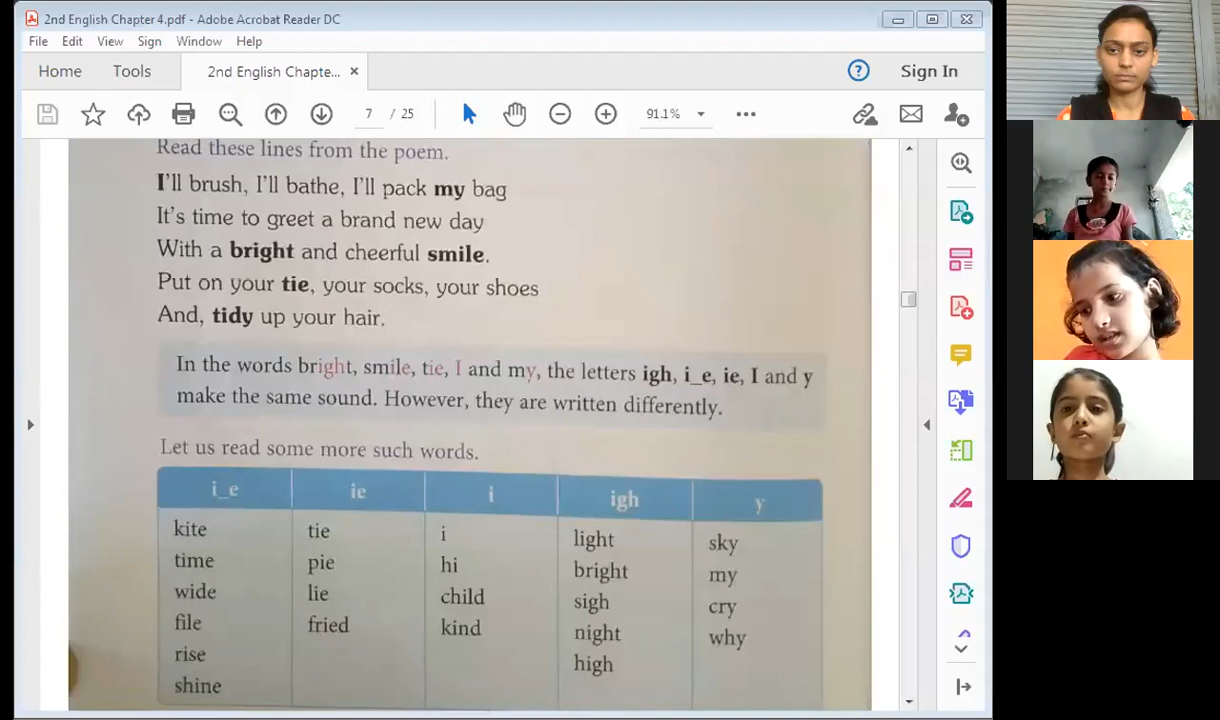 2nd English Chapter 4.pdf - Adobe Acrobat Reader DC
File Edit View Sign Window Help
Home Tools 2nd English Chapte... Sign In
7 / 25 91.1%
Read these lines from the poem.
I'll brush, I'll bathe, I'll pack my bag
It's time to greet a brand new day
With a bright and cheerful smile.
Put on your tie, your socks, your shoes
And, tidy up your hair.
In the words bright, smile, tie, I and my, the letters igh, i_e, ie, I and y
make the same sound. However, they are written differently.
Let us read some more such words.
i_e ie i igh y
kite tie i light sky
time pie hi bright my
wide lie child sigh cry
file fried kind night why
rise high
shine